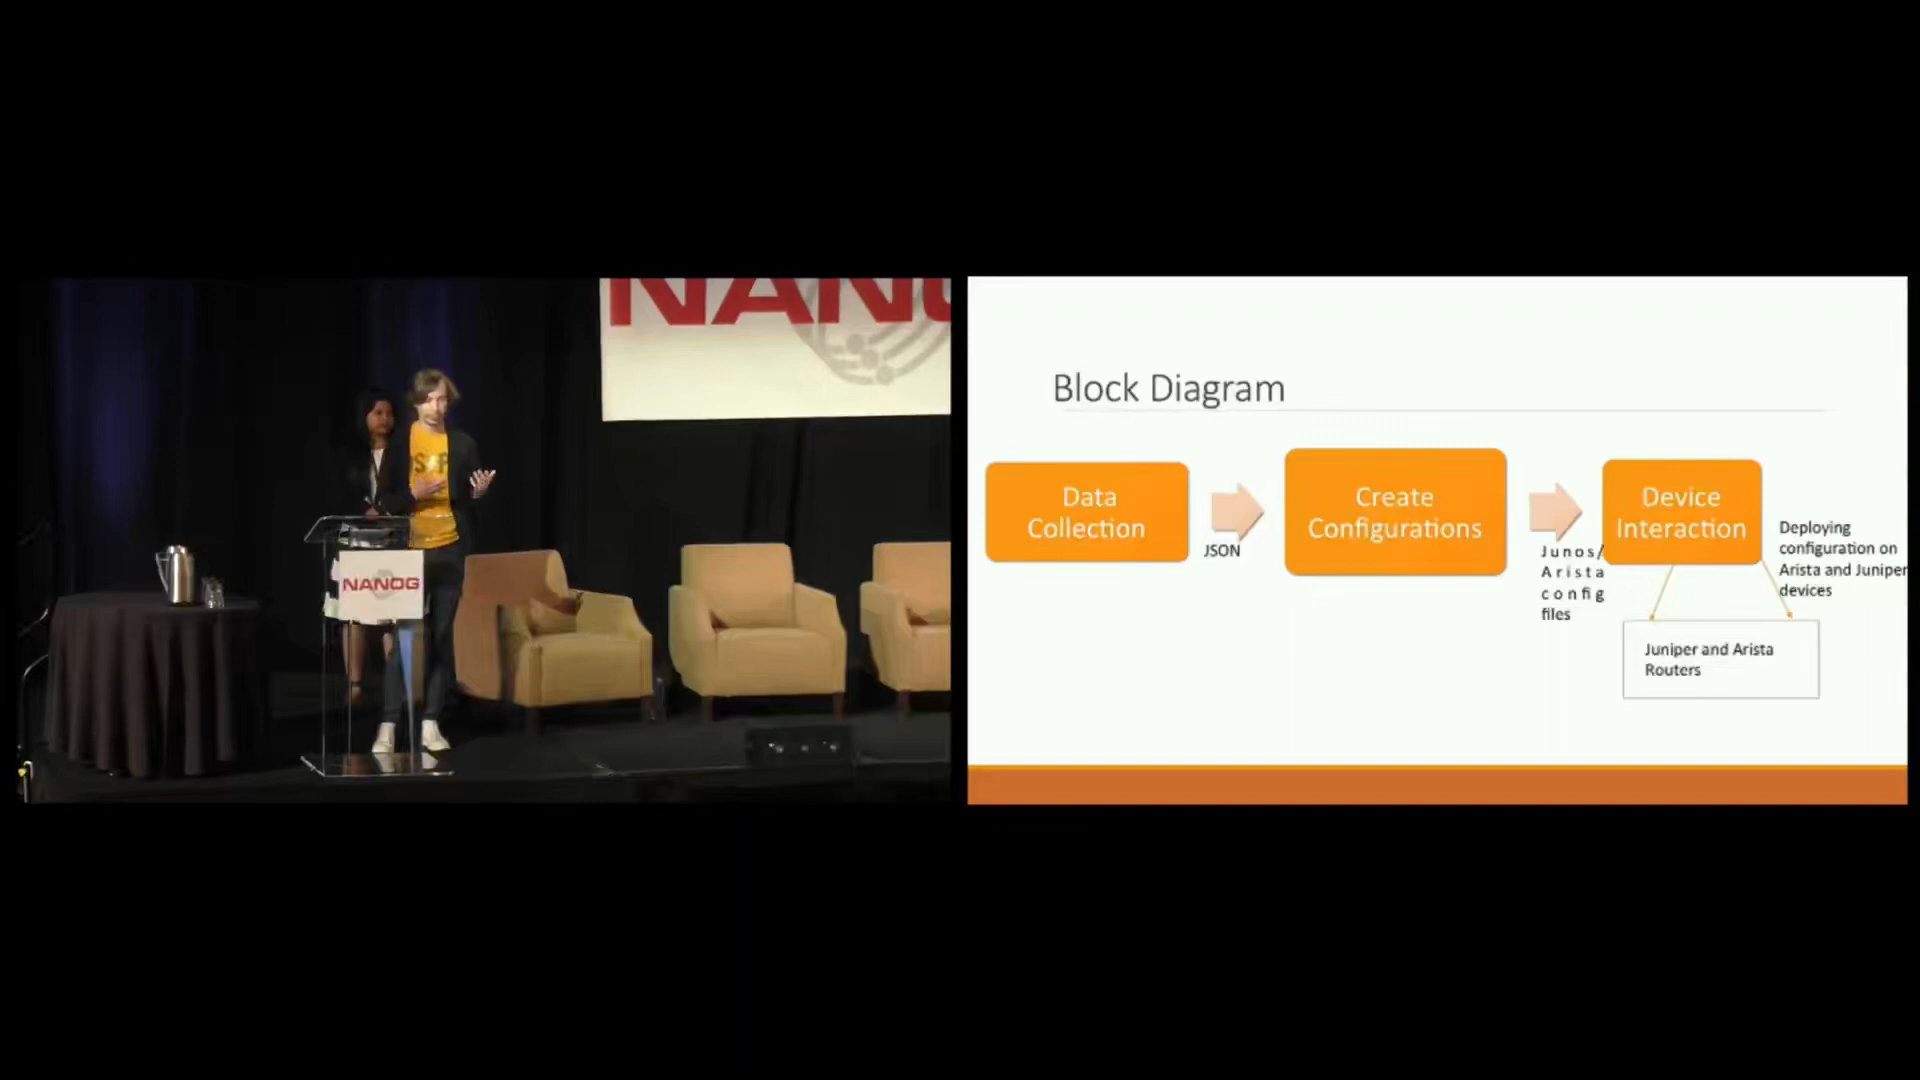 NANO
S P
NANOG
Block Diagram
Data
Collection
JSON
Create
Configurations
Junos/
Arista
config
files
Device
Interaction
Deploying
configuration on
Arista and Juniper
devices
Juniper and Arista
Routers